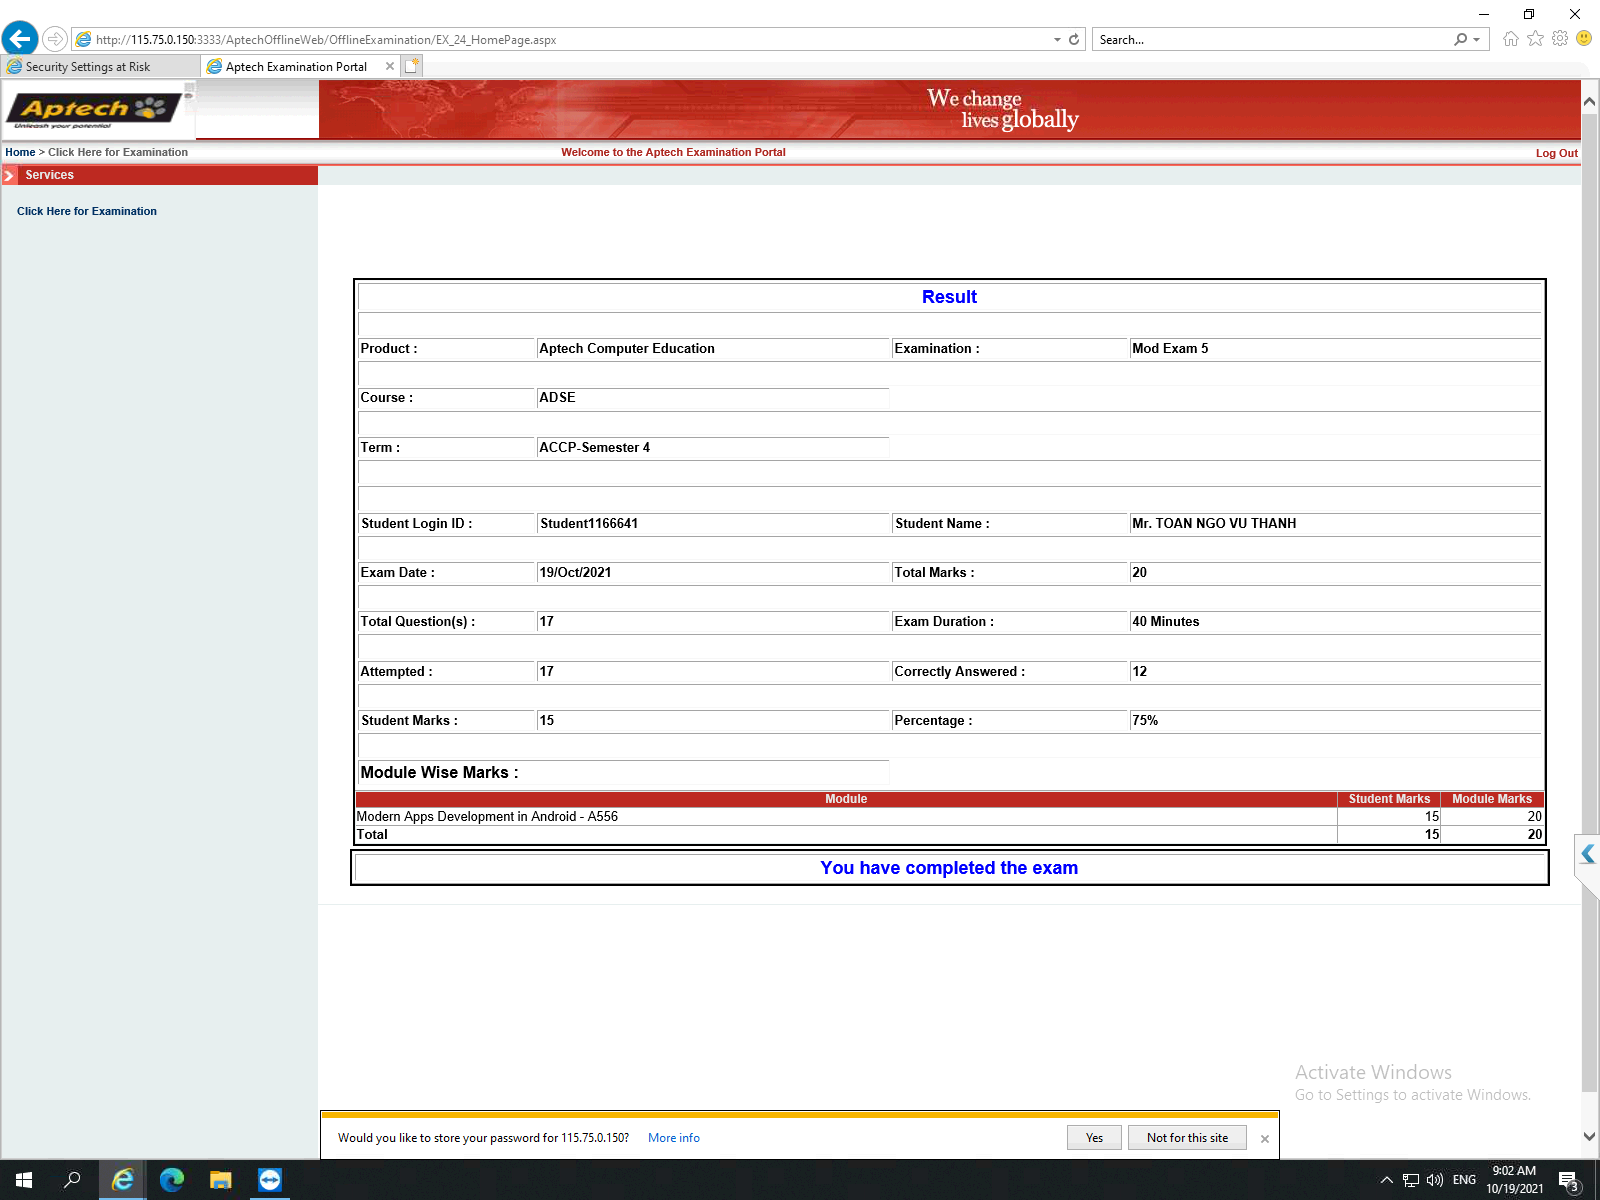 http://115.75.0.150:3333/AptechOfflineWeb/OfflineExamination/EX_24_HomePage.aspx
Search...
Security Settings at Risk
Aptech Examination Portal
Aptech
Unleash your potential
We change
lives globally
Home > Click Here for Examination
Welcome to the Aptech Examination Portal
Log Out
Services
Click Here for Examination
Result
Product : Aptech Computer Education Examination : Mod Exam 5
Course : ADSE
Term : ACCP-Semester 4
Student Login ID : Student1166641 Student Name : Mr. TOAN NGO VU THANH
Exam Date : 19/Oct/2021 Total Marks : 20
Total Question(s) : 17 Exam Duration : 40 Minutes
Attempted : 17 Correctly Answered : 12
Student Marks : 15 Percentage : 75%
Module Wise Marks :
Module Student Marks Module Marks
Modern Apps Development in Android - A556 15 20
Total 15 20
You have completed the exam
Activate Windows
Go to Settings to activate Windows.
Would you like to store your password for 115.75.0.150? More info Yes Not for this site
ENG
9:02 AM
10/19/2021
3